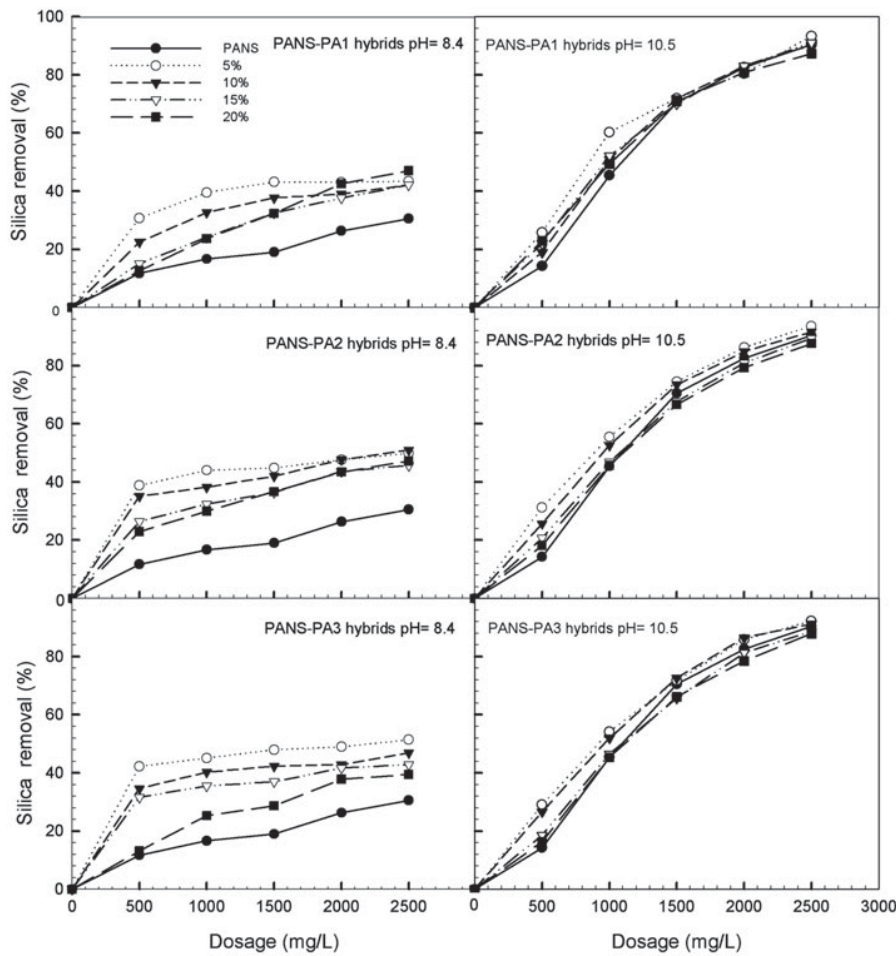 100
80
60
40
20
0
Silica removal (%)
PANS
5%
10%
15%
20%
PANS-PA1 hybrids pH= 8.4
PANS-PA1 hybrids pH= 10.5
80
60
40
20
0
Silica removal (%)
PANS-PA2 hybrids pH= 8.4
PANS-PA2 hybrids pH= 10.5
80
60
40
20
0
Silica removal (%)
PANS-PA3 hybrids pH= 8.4
PANS-PA3 hybrids pH= 10.5
0 500 1000 1500 2000 2500 0 500 1000 1500 2000 2500 3000
Dosage (mg/L) Dosage (mg/L)